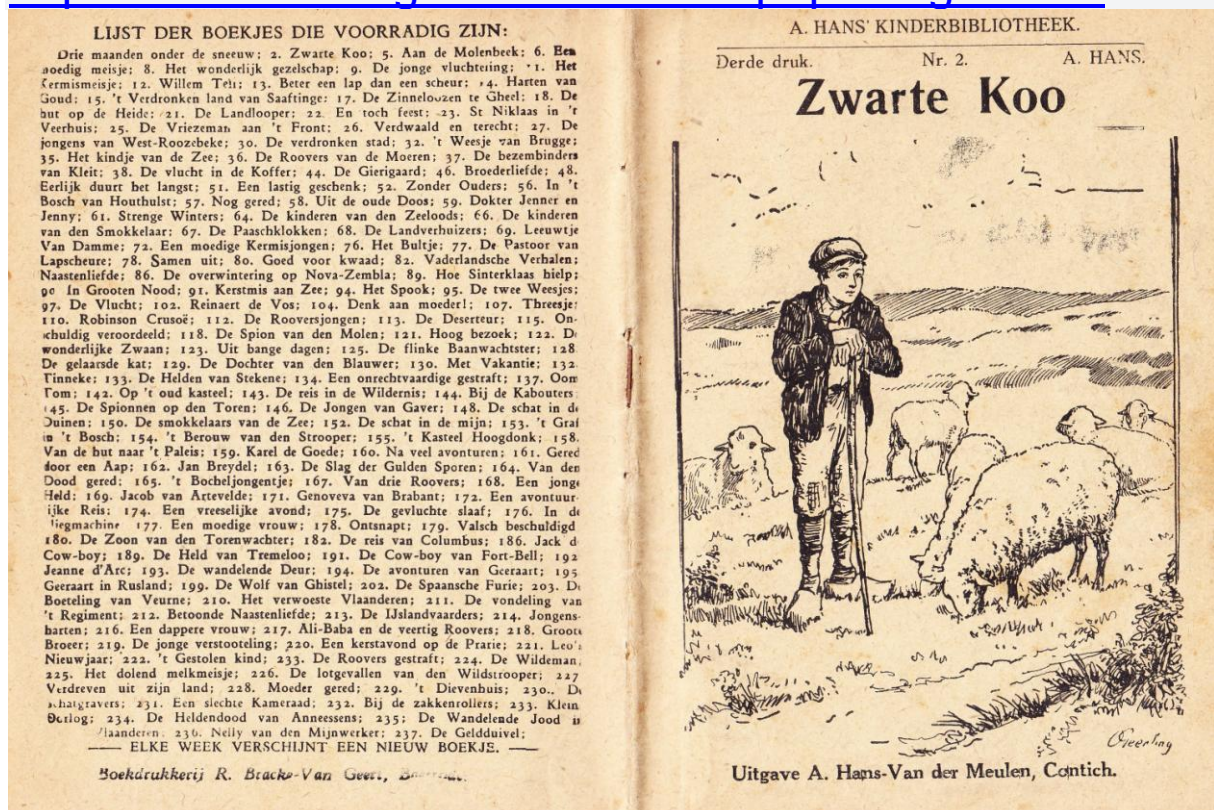 LIJST DER BOEKJES DIE VOORRADIG ZIJN:
Drie maanden onder de sneeuw; 2. Zwarte Koo; 5. Aan de Molenbeek; 6. Een
moedig meisje; 8. Het wonderlijk gezelschap; 9. De jonge vluchteling; 11. Het
Kermismeisje; 12. Willem Tell; 13. Beter een lap dan een scheur; 14. Harten van
Goud; 15. 't Verdronken land van Saaftinge; 17. De Zinneloozen te Gheel; 18. De
hut op de Heide; 21. De Landlooper; 22. En toch feest; 23. St Niklaas in 't
Veerhuis; 25. De Vriezeman aan 't Front; 26. Verdwaald en terecht; 27. De
jongens van West-Roozebeke; 30. De verdronken stad; 32. 't Weesje van Brugge;
35. Het kindje van de Zee; 36. De Roovers van de Moeren; 37. De bezembinders
van Kleit; 38. De vlucht in de Koffer; 44. De Gierigaard; 46. Broederliefde; 48.
Eerlijk duurt het langst; 51. Een lastig geschenk; 52. Zonder Ouders; 56. In 't
Bosch van Houthulst; 57. Nog gered; 58. Uit de oude Doos; 59. Dokter Jenner en
Jenny; 61. Strenge Winters; 64. De kinderen van den Zeeloods; 66. De kinderen
van den Smokkelaar; 67. De Paaschklokken; 68. De Landverhuizers; 69. Leeuwtje
Van Damme; 72. Een moedige Kermisjongen; 76. Het Bultje; 77. De Pastoor van
Lapscheure; 78. Samen uit; 80. Goed voor kwaad; 82. Vaderlandsche Verhalen;
Naastenliefde; 86. De overwintering op Nova-Zembla; 89. Hoe Sinterklaas hielp;
90 In Grooten Nood; 91. Kerstmis aan Zee; 94. Het Spook; 95. De twee Weesjes;
97. De Vlucht; 102. Reinaert de Vos; 104. Denk aan moeder!; 107. Threesje;
110. Robinson Crusoë; 112. De Rooversjongen; 113. De Deserteur; 115. On-
schuldig veroordeeld; 118. De Spion van den Molen; 121. Hoog bezoek; 122. De
wonderlijke Zwaan; 123. Uit bange dagen; 125. De flinke Baanwachtster; 128.
De gelaarsde kat; 129. De Dochter van den Blauwer; 130. Met Vakantie; 132.
Tinneke; 133. De Helden van Stekene; 134. Een onrechtvaardige gestraft; 137. Oom
Tom; 142. Op 't oud kasteel; 143. De reis in de Wildernis; 144. Bij de Kabouters
145. De Spionnen op den Toren; 146. De Jongen van Gaver; 148. De schat in de
Duinen; 150. De smokkelaars van de Zee; 152. De schat in de mijn; 153. 't Graf
in 't Bosch; 154. 't Berouw van den Strooper; 155. 't Kasteel Hoogdonk; 158.
Van de hut naar 't Paleis; 159. Karel de Goede; 160. Na veel avonturen; 161. Gered
door een Aap; 162. Jan Breydel; 163. De Slag der Gulden Sporen; 164. Van den
Dood gered; 165. 't Bocheljongentje; 167. Van drie Roovers; 168. Een jonge
Held; 169. Jacob van Artevelde; 171. Genoveva van Brabant; 172. Een avontuur-
lijke Reis; 174. Een vreeselijke avond; 175. De gevluchte slaaf; 176. In de
Vliegmachine 177. Een moedige vrouw; 178. Ontsnapt; 179. Valsch beschuldigd
180. De Zoon van den Torenwachter; 182. De reis van Columbus; 186. Jack d
Cow-boy; 189. De Held van Tremeloo; 191. De Cow-boy van Fort-Bell; 192
Jeanne d'Arc; 193. De wandelende Deur; 194. De avonturen van Geeraart; 195
Geeraart in Rusland; 199. De Wolf van Ghistel; 202. De Spaansche Furie; 203. De
Boeteling van Veurne; 210. Het verwoeste Vlaanderen; 211. De vondeling van
't Regiment; 212. Betoonde Naastenliefde; 213. De IJslandvaarders; 214. Jongens-
harten; 216. Een dappere vrouw; 217. Ali-Baba en de veertig Roovers; 218. Groote
Broer; 219. De jonge verstooteling; 220. Een kerstavond op de Prarie; 221. Leo's
Nieuwjaar; 222. 't Gestolen kind; 233. De Roovers gestraft; 224. De Wildeman,
225. Het dolend melkmeisje; 226. De lotgevallen van den Wildstrooper; 227
Verdreven uit zijn land; 228. Moeder gered; 229. 't Dievenhuis; 230.. De
schatgravers; 231. Een slechte Kameraad; 232. Bij de zakkenrollers; 233. Klein
Oorlog; 234. De Heldendood van Anneessens; 235; De Wandelende Jood in
Vlaanderen; 236. Nelly van den Mijnwerker; 237. De Geldduivel;
ELKE WEEK VERSCHIJNT EEN NIEUW BOEKJE.
Boekdrukkerij R. Bracke-Van Geert,
A. HANS' KINDERBIBLIOTHEEK.
Derde druk. Nr. 2. A. HANS.
Zwarte Koo
Geerling
Uitgave A. Hans-Van der Meulen, Contich.